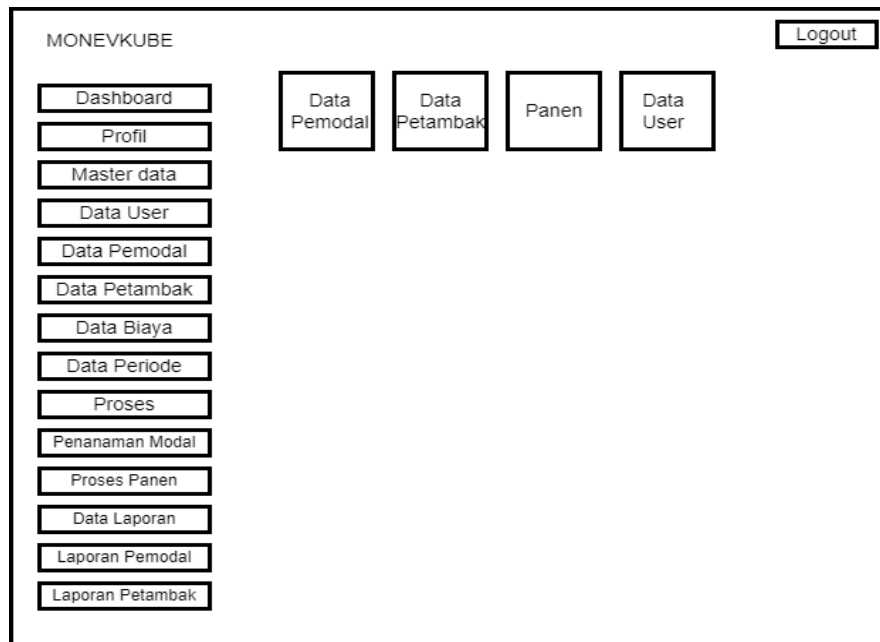 MONEVKUBE
Logout
Dashboard
Profil
Master data
Data User
Data Pemodal
Data Petambak
Data Biaya
Data Periode
Proses
Penanaman Modal
Proses Panen
Data Laporan
Laporan Pemodal
Laporan Petambak
Data
Pemodal
Data
Petambak
Panen
Data
User